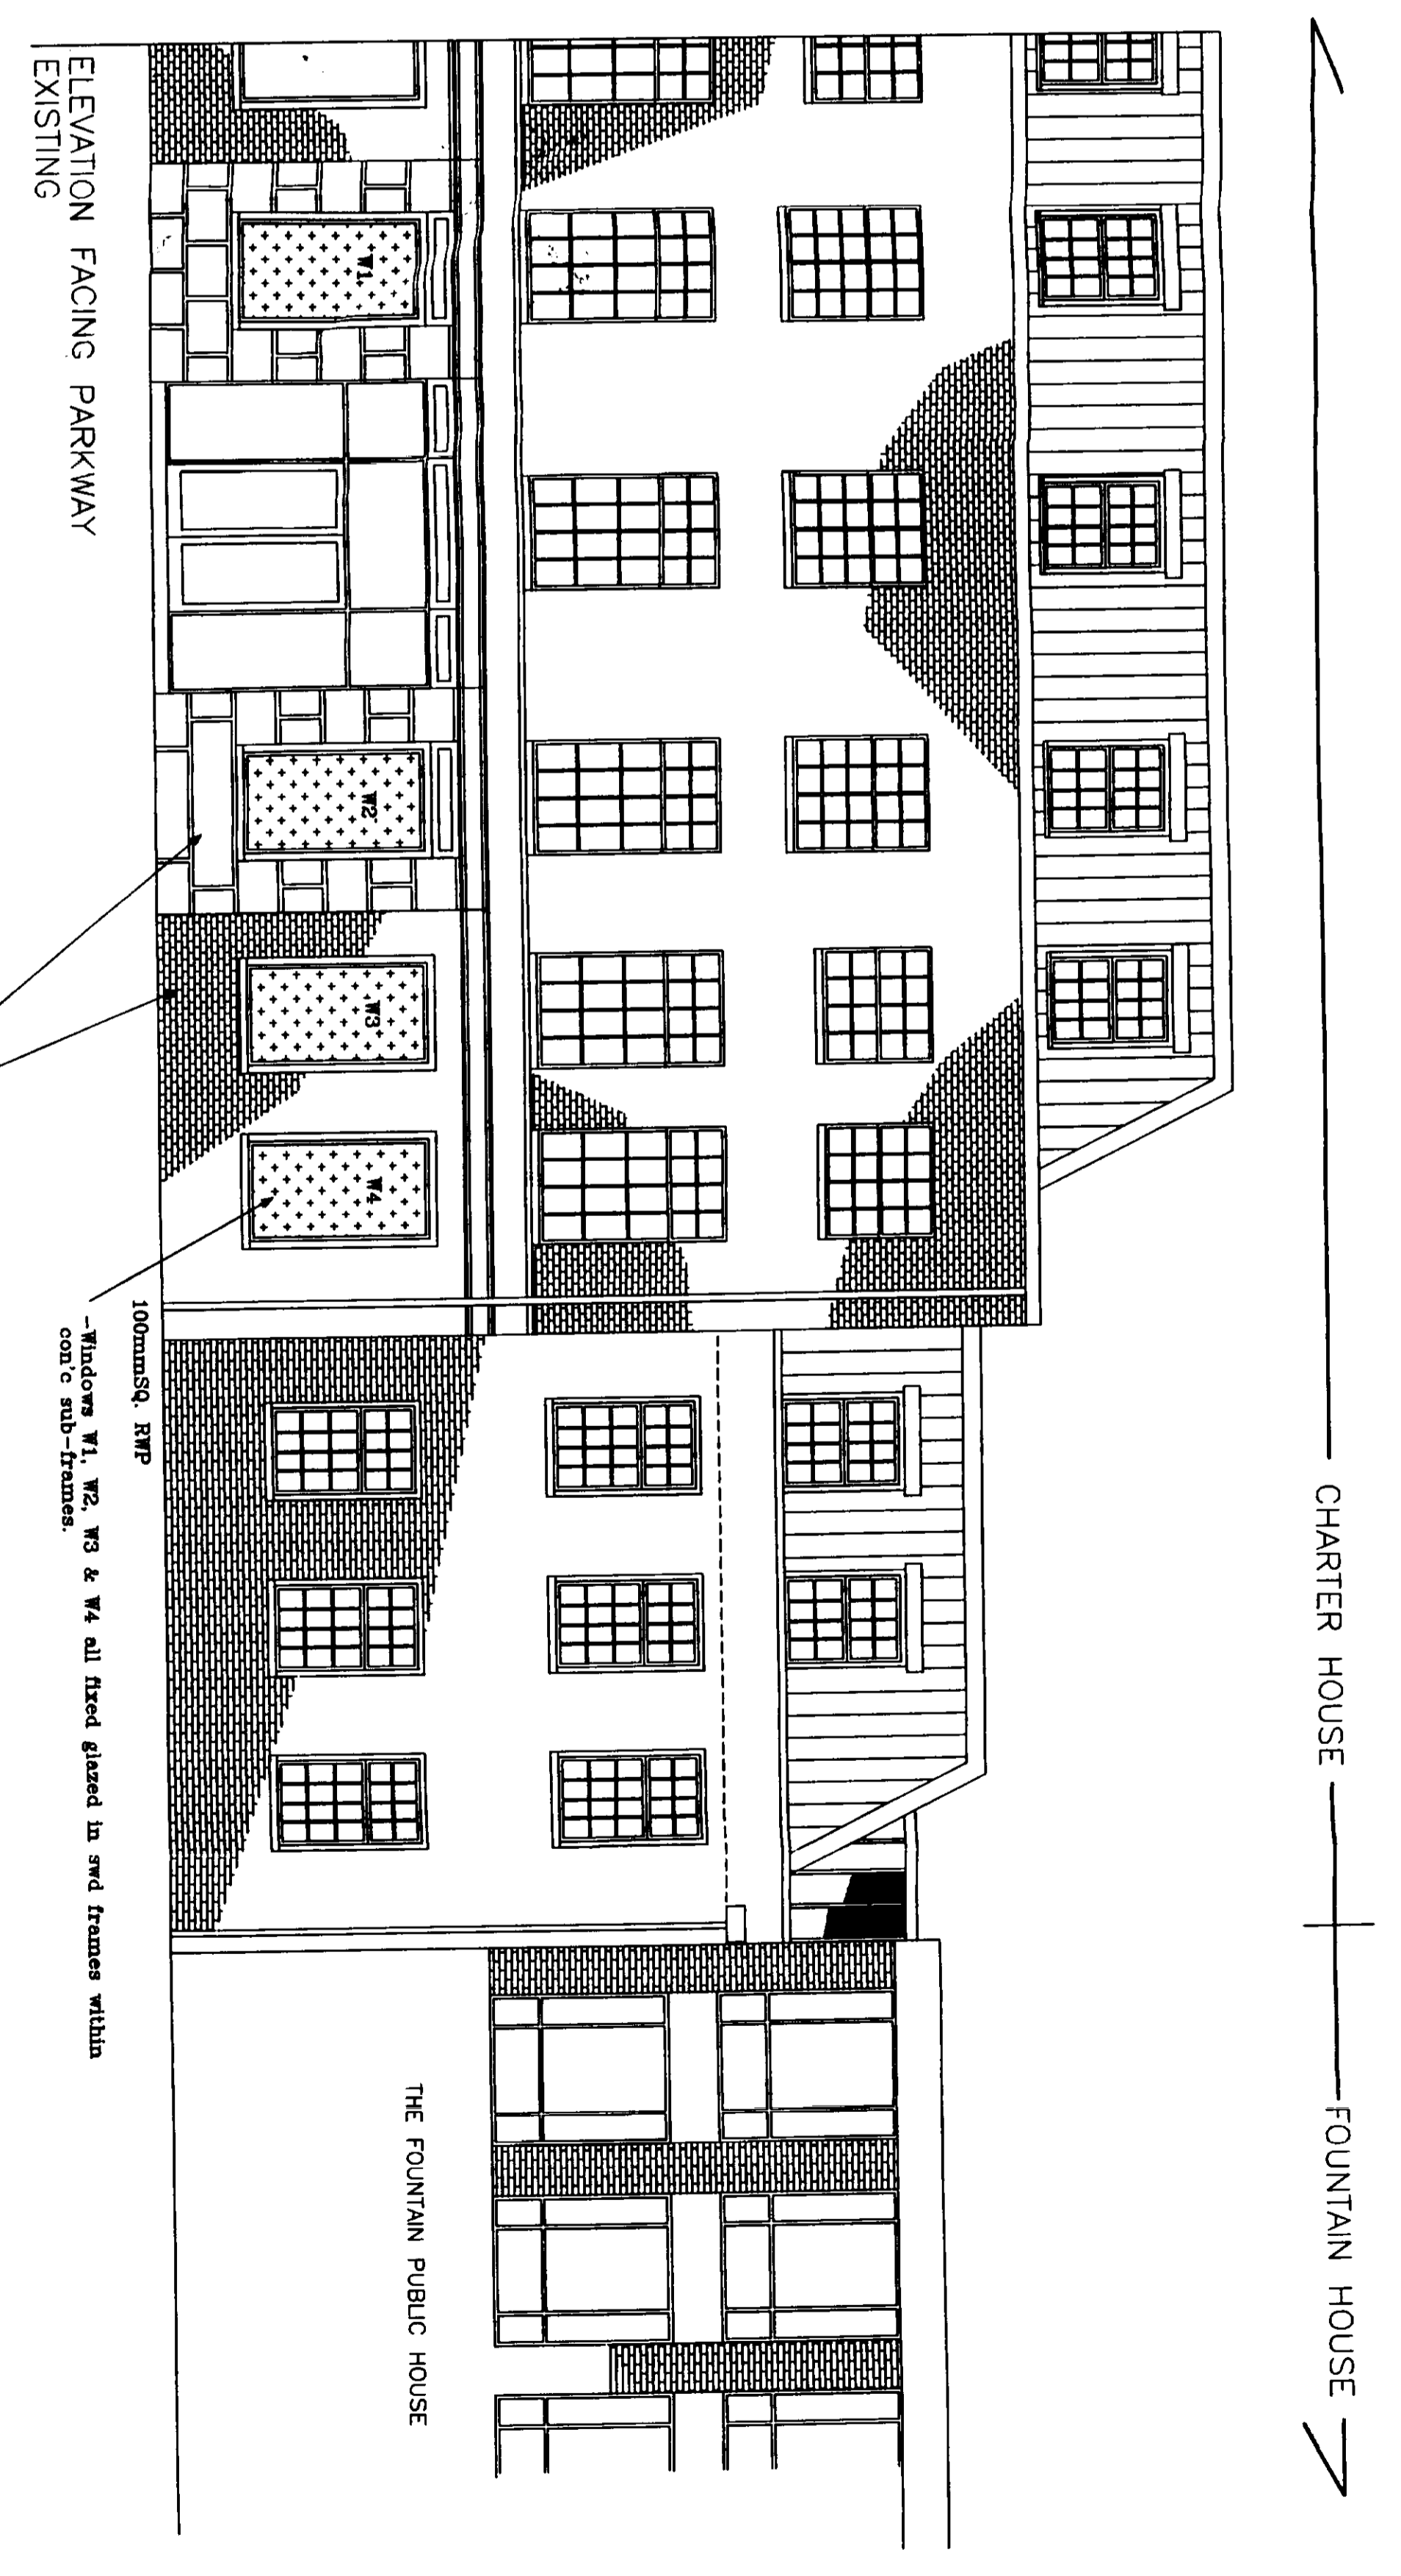 CHARTER HOUSE
FOUNTAIN HOUSE
W1.
W2.
W3
W4
THE FOUNTAIN PUBLIC HOUSE
100mmSQ. RWP
-Windows W1, W2, W3 & W4 all fixed glazed in swd frames within
con'c sub-frames.
ELEVATION FACING PARKWAY
EXISTING